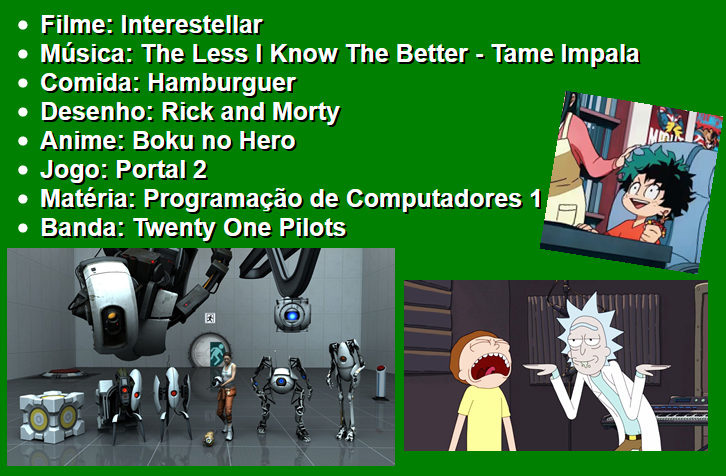 Filme: Interestellar
Música: The Less I Know The Better - Tame Impala
Comida: Hamburguer
Desenho: Rick and Morty
Anime: Boku no Hero
Jogo: Portal 2
Matéria: Programação de Computadores 1
Banda: Twenty One Pilots